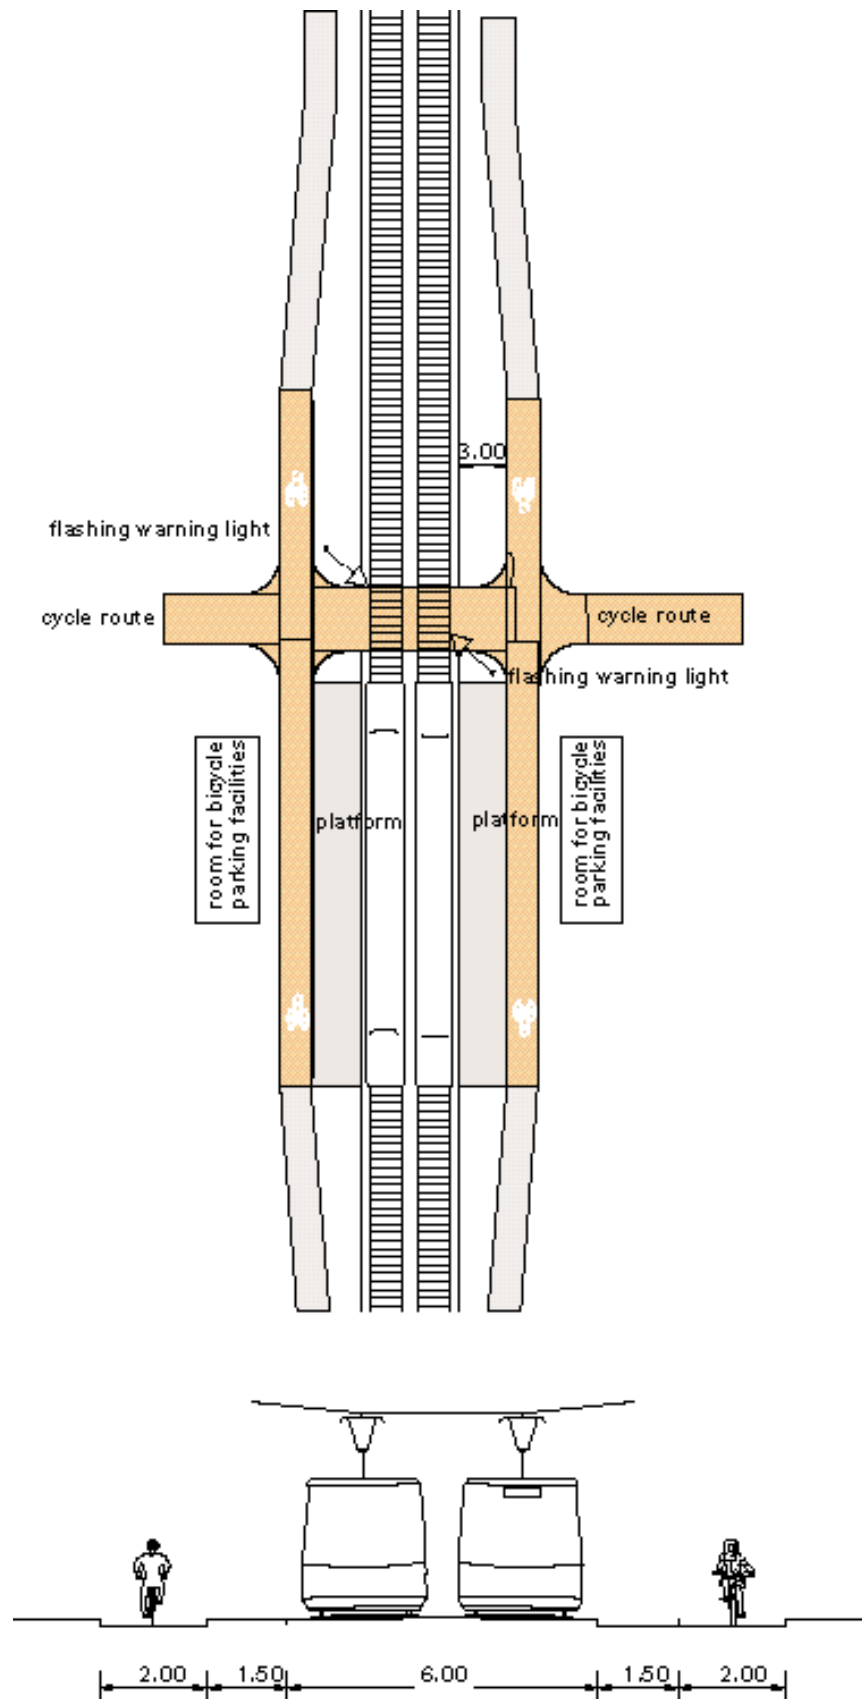 3.00
flashing warning light
cycle route
cycle route
flashing warning light
room for bicycle
parking facilities
platform
platform
room for bicycle
parking facilities
2.00
1.50
6.00
1.50
2.00